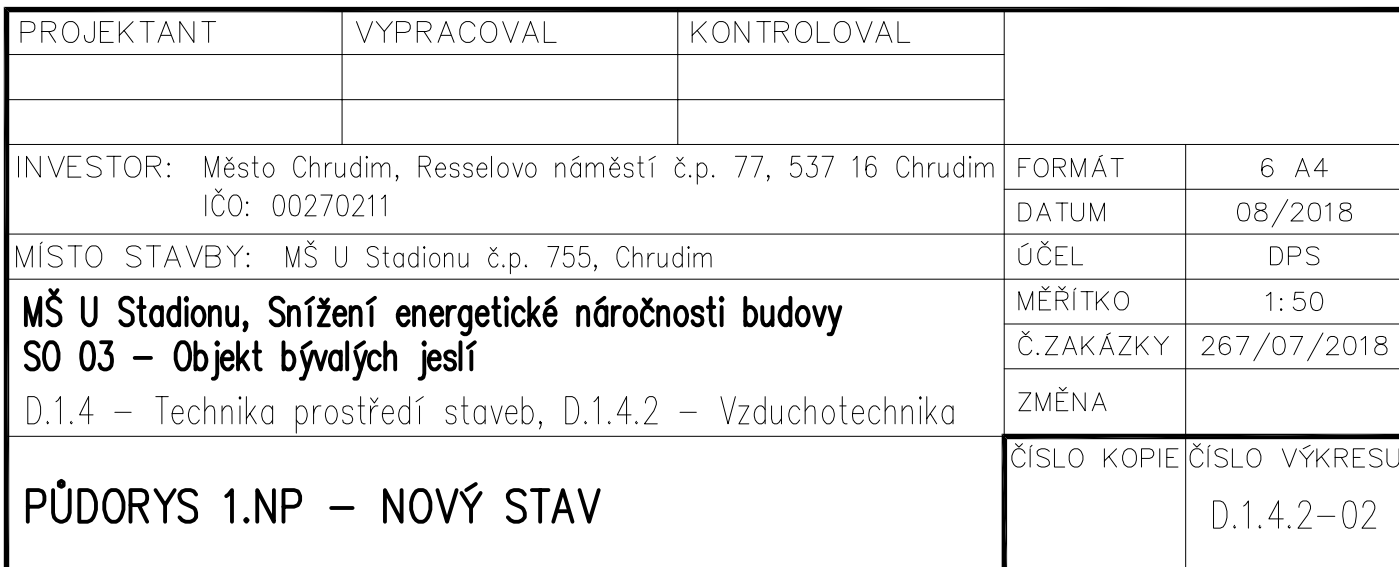 PROJEKTANT VYPRACOVAL KONTROLOVAL
INVESTOR: Město Chrudim, Resselovo náměstí č.p. 77, 537 16 Chrudim
IČO: 00270211
MÍSTO STAVBY: MŠ U Stadionu č.p. 755, Chrudim
MŠ U Stadionu, Snížení energetické náročnosti budovy
SO 03 – Objekt bývalých jeslí
D.1.4 – Technika prostředí staveb, D.1.4.2 – Vzduchotechnika
PŮDORYS 1.NP – NOVÝ STAV
FORMÁT 6 A4
DATUM 08/2018
ÚČEL DPS
MĚŘÍTKO 1:50
Č.ZAKÁZKY 267/07/2018
ZMĚNA
ČÍSLO KOPIE ČÍSLO VÝKRESU
D.1.4.2–02